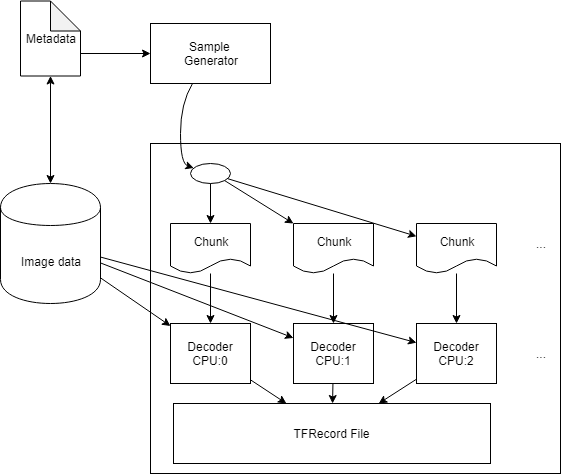 Metadata
Sample
Generator
Image data
Chunk
Chunk
Chunk
...
Decoder
CPU:0
Decoder
CPU:1
Decoder
CPU:2
...
TFRecord File